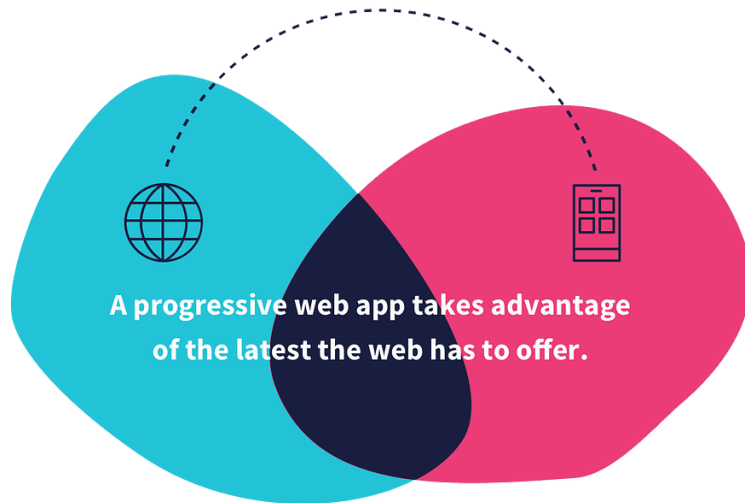 A progressive web app takes advantage
of the latest the web has to offer.